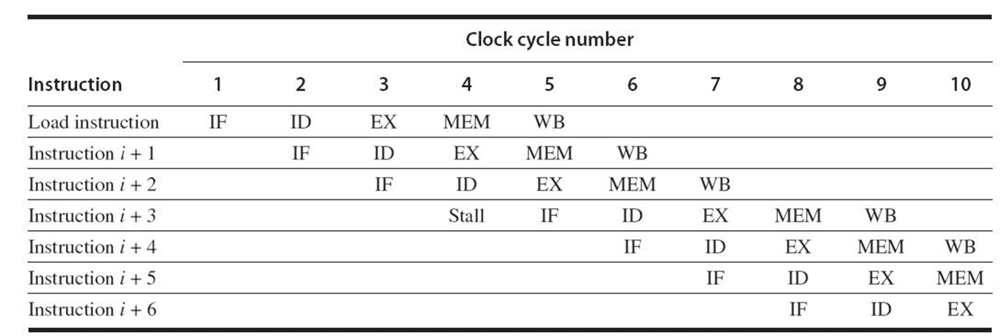 Clock cycle number
Instruction 1 2 3 4 5 6 7 8 9 10
Load instruction IF ID EX MEM WB
Instruction i + 1 IF ID EX MEM WB
Instruction i + 2 IF ID EX MEM WB
Instruction i + 3 Stall IF ID EX MEM WB
Instruction i + 4 IF ID EX MEM WB
Instruction i + 5 IF ID EX MEM
Instruction i + 6 IF ID EX